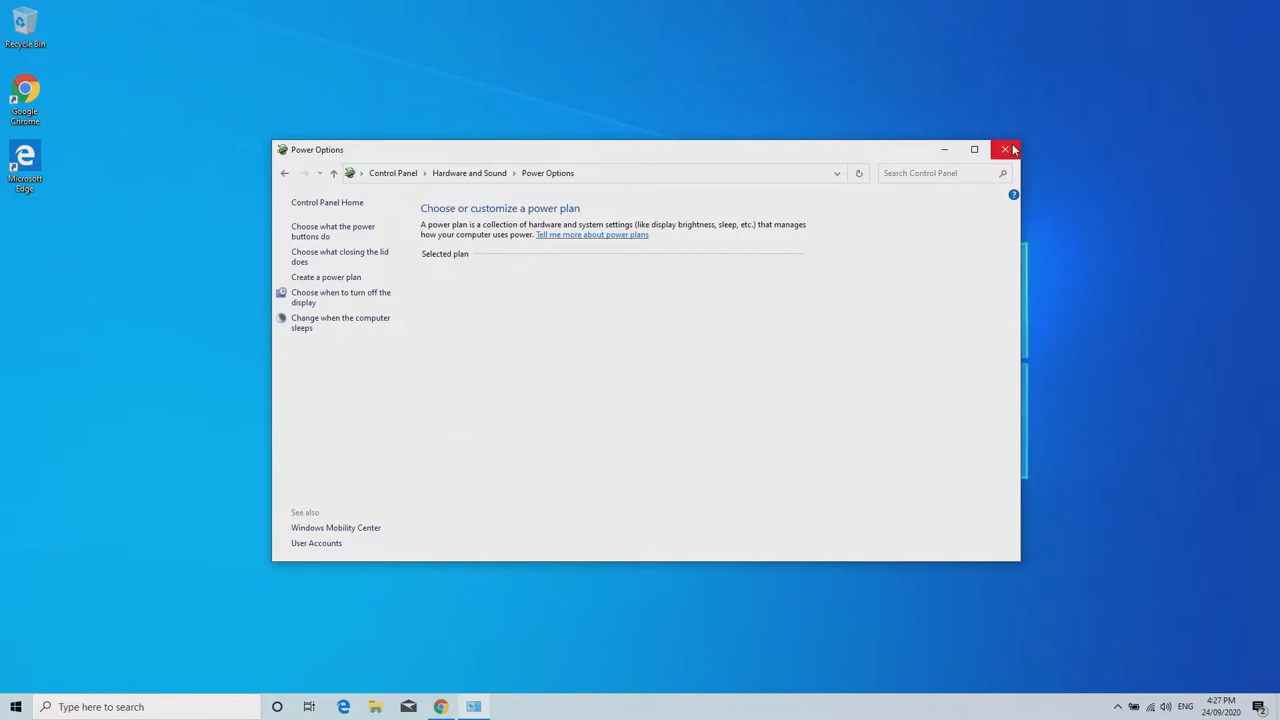 Recycle Bin
Google
Chrome
Microsoft
Edge
Power Options
Control Panel
Hardware and Sound
Power Options
Search Control Panel
Control Panel Home
Choose what the power
buttons do
Choose what closing the lid
does
Create a power plan
Choose when to turn off the
display
Change when the computer
sleeps
Choose or customize a power plan
A power plan is a collection of hardware and system settings (like display brightness, sleep, etc.) that manages
how your computer uses power. Tell me more about power plans
Selected plan
See also
Windows Mobility Center
User Accounts
Type here to search
ENG
4:27 PM
24/09/2020
2